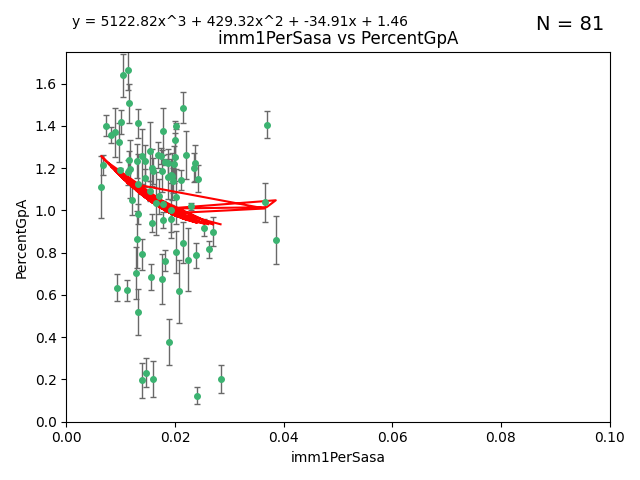 y = 5122.82x^3 + 429.32x^2 + -34.91x + 1.46
N = 81
imm1PerSasa vs PercentGpA
PercentGpA
1.6
1.4
1.2
1.0
0.8
0.6
0.4
0.2
0.0
0.00 0.02 0.04 0.06 0.08 0.10
imm1PerSasa